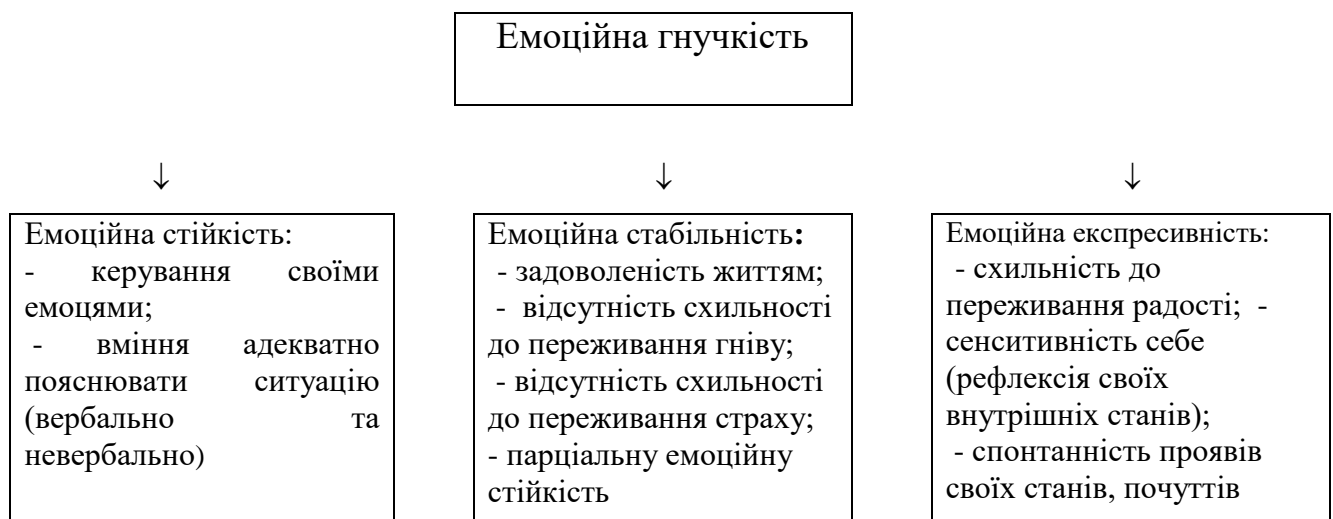 Емоційна гнучкість
↓
↓
↓
Емоційна стійкість:
- керування своїми
емоцями;
- вміння адекватно
пояснювати ситуацію
(вербально та
невербально)
Емоційна стабільність:
- задоволеність життям;
- відсутність схильності
до переживання гніву;
- відсутність схильності
до переживання страху;
- парціальну емоційну
стійкість
Емоційна експресивність:
- схильність до
переживання радості; -
сенситивність себе
(рефлексія своїх
внутрішніх станів);
- спонтанність проявів
своїх станів, почуттів